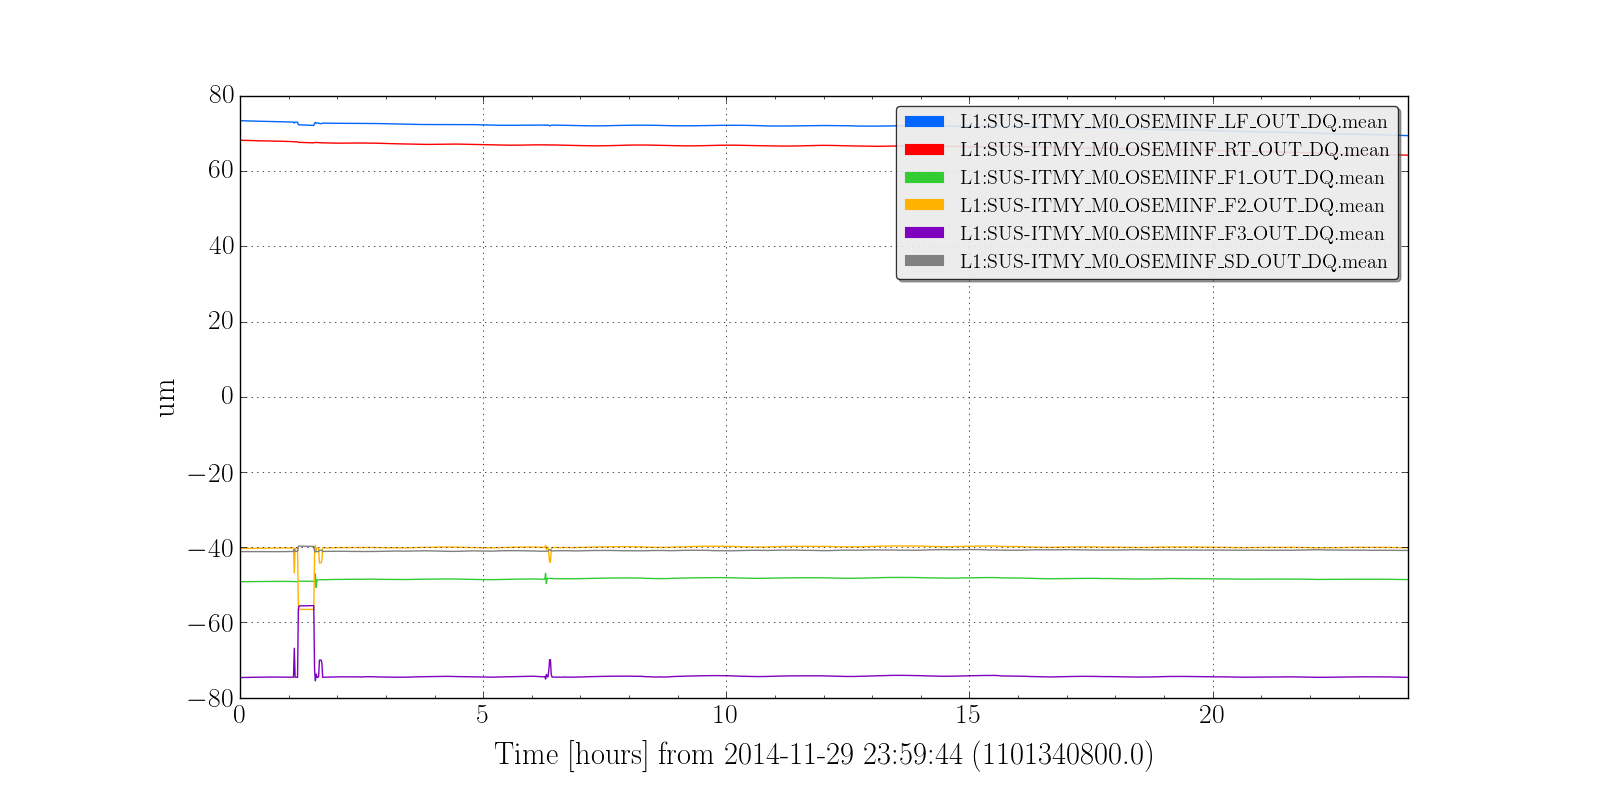 80
60
40
20
0
−20
−40
−60
−80
um
0 5 10 15 20
Time [hours] from 2014-11-29 23:59:44 (1101340800.0)
L1:SUS-ITMY_M0_OSEMINF_LF_OUT_DQ.mean
L1:SUS-ITMY_M0_OSEMINF_RT_OUT_DQ.mean
L1:SUS-ITMY_M0_OSEMINF_F1_OUT_DQ.mean
L1:SUS-ITMY_M0_OSEMINF_F2_OUT_DQ.mean
L1:SUS-ITMY_M0_OSEMINF_F3_OUT_DQ.mean
L1:SUS-ITMY_M0_OSEMINF_SD_OUT_DQ.mean